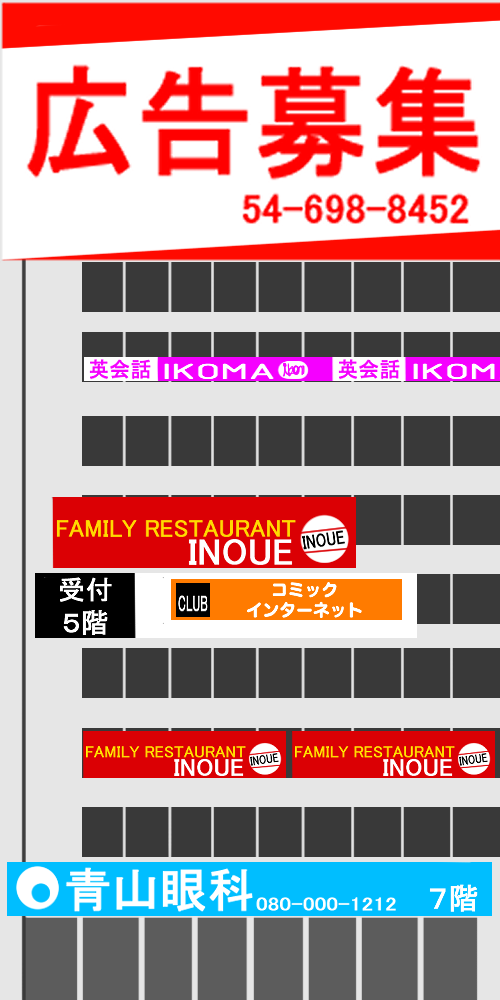 広告募集
54-698-8452
英会話 IKOMA 英会話 IKOM
FAMILY RESTAURANT
INOUE INOUE
受付
5階
CLUB
コミック
インターネット
FAMILY RESTAURANT
INOUE INOUE
FAMILY RESTAURANT
INOUE INOUE
青山眼科 080-000-1212 7階